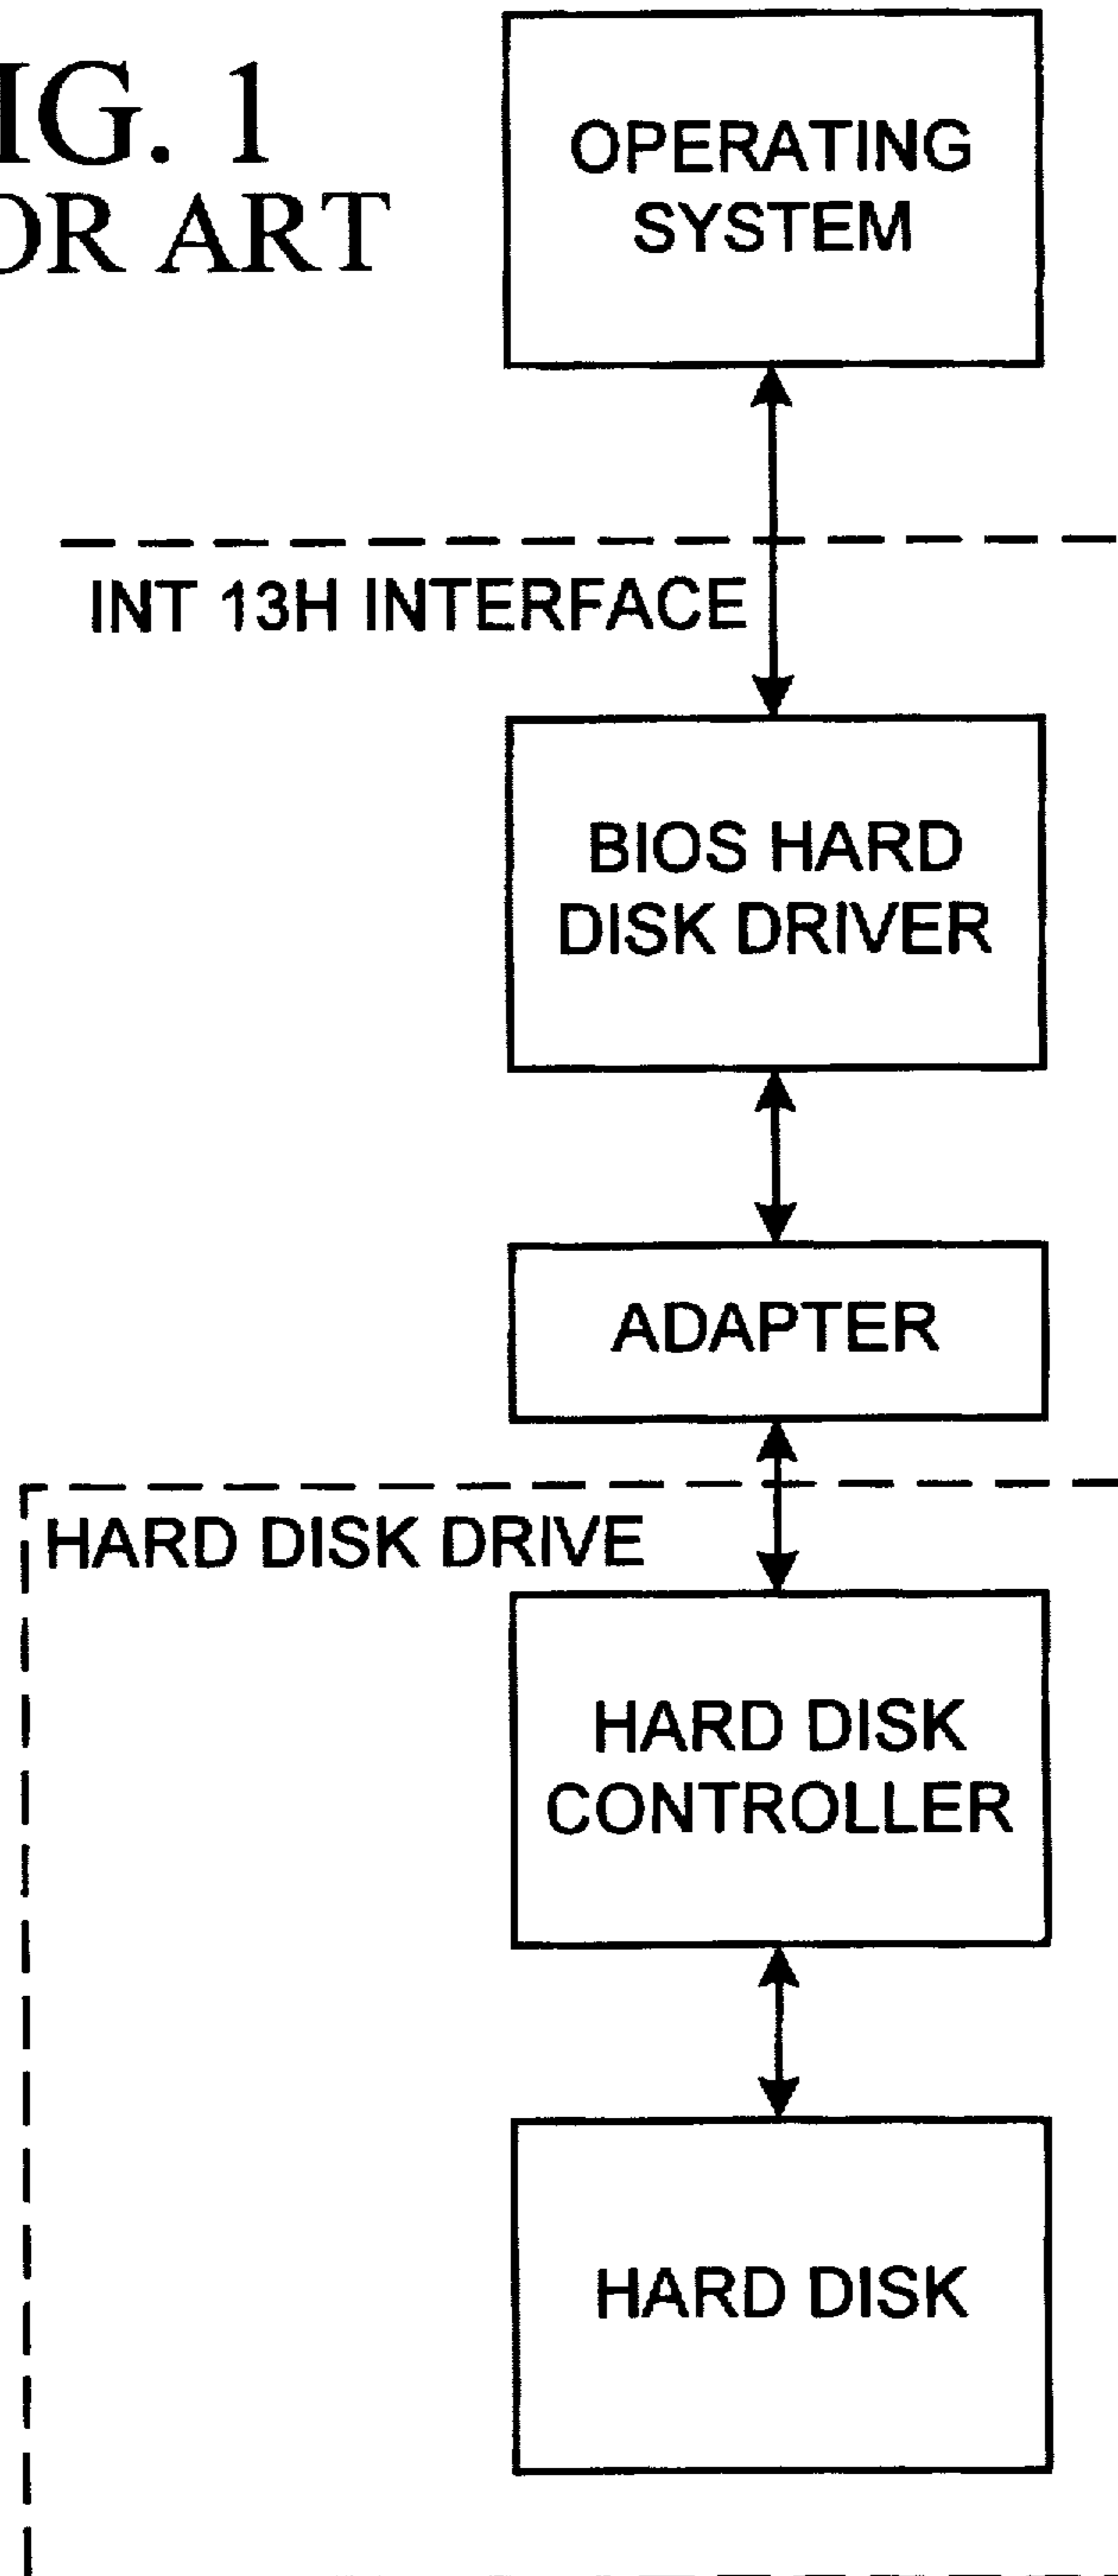 IG. 1
OR ART
OPERATING
SYSTEM
INT 13H INTERFACE
BIOS HARD
DISK DRIVER
ADAPTER
HARD DISK DRIVE
HARD DISK
CONTROLLER
HARD DISK